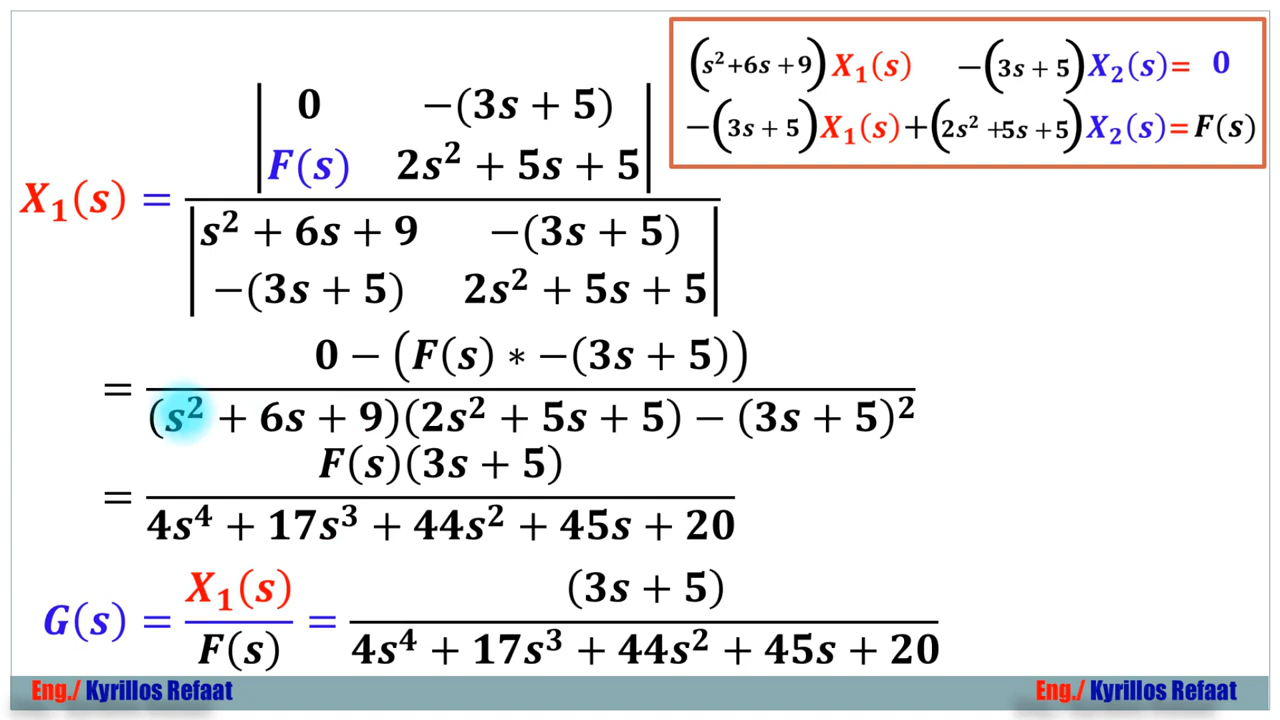 (s²+6s + 9) X₁(s) −(3s + 5) X₂(s)= 0
−(3s + 5) X₁(s)+(2s² +5s + 5) X₂(s)=F(s)
X₁(s) = |0 −(3s + 5)|
|F(s) 2s² + 5s + 5|
|s² + 6s + 9 −(3s + 5)|
|−(3s + 5) 2s² + 5s + 5|
0 − (F(s) ∗ −(3s + 5))
= (s² + 6s + 9)(2s² + 5s + 5) − (3s + 5)²
F(s)(3s + 5)
= 4s⁴ + 17s³ + 44s² + 45s + 20
G(s) = X₁(s) / F(s) = (3s + 5) / 4s⁴ + 17s³ + 44s² + 45s + 20
Eng./ Kyrillos Refaat
Eng./ Kyrillos Refaat